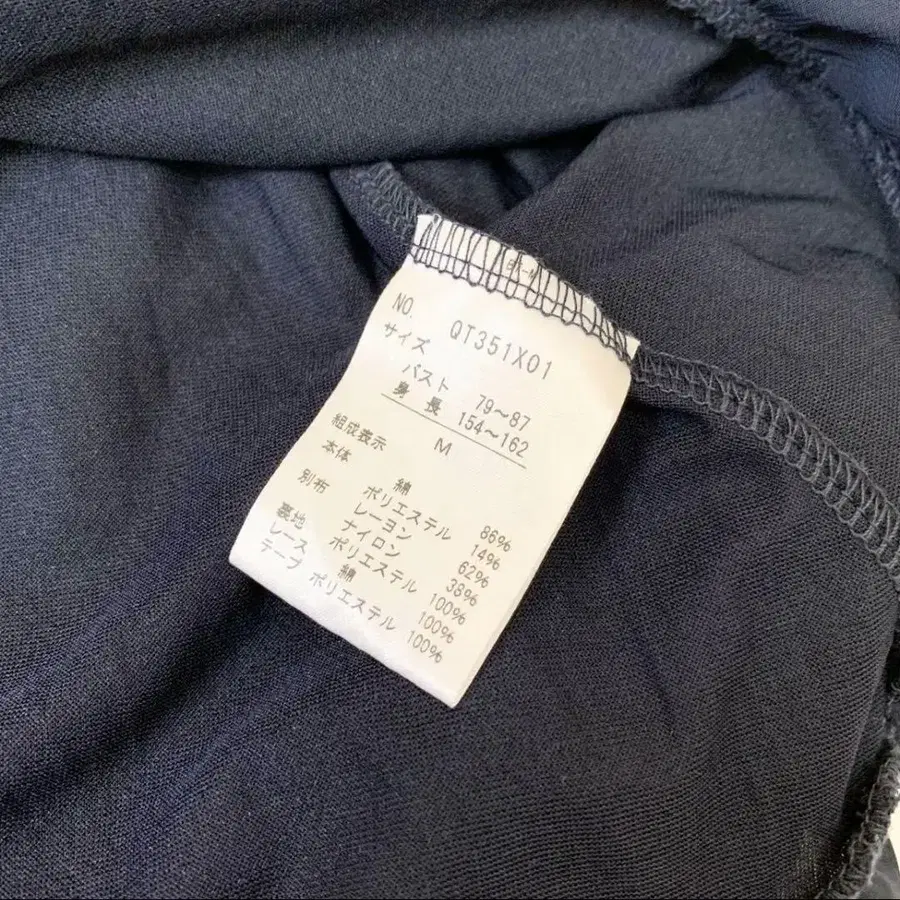 NO. QT351X01
サイズ
バスト 79～87
身長 154～162
M
組成表示
本体 綿 86%
ポリエステル 14%
別布 レーヨン 62%
ナイロン 38%
裏地 ポリエステル 100%
レース 綿 100%
テープ ポリエステル 100%